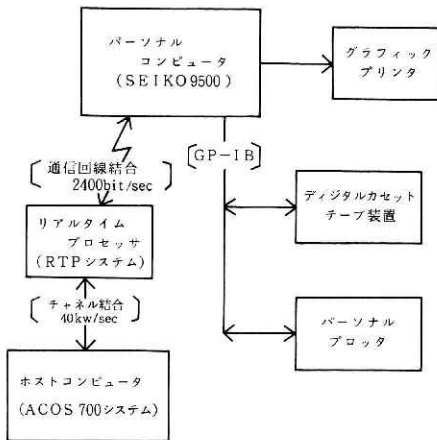 パーソナル
コンピュータ
(SEIKO 9500)
グラフィック
プリンタ
GP-IB
通信回線結合
2400bit/sec
ディジタルカセット
テープ装置
リアルタイム
プロセッサ
(RTPシステム)
チャネル結合
40kw/sec
パーソナル
プロッタ
ホストコンピュータ
(ACOS 700システム)